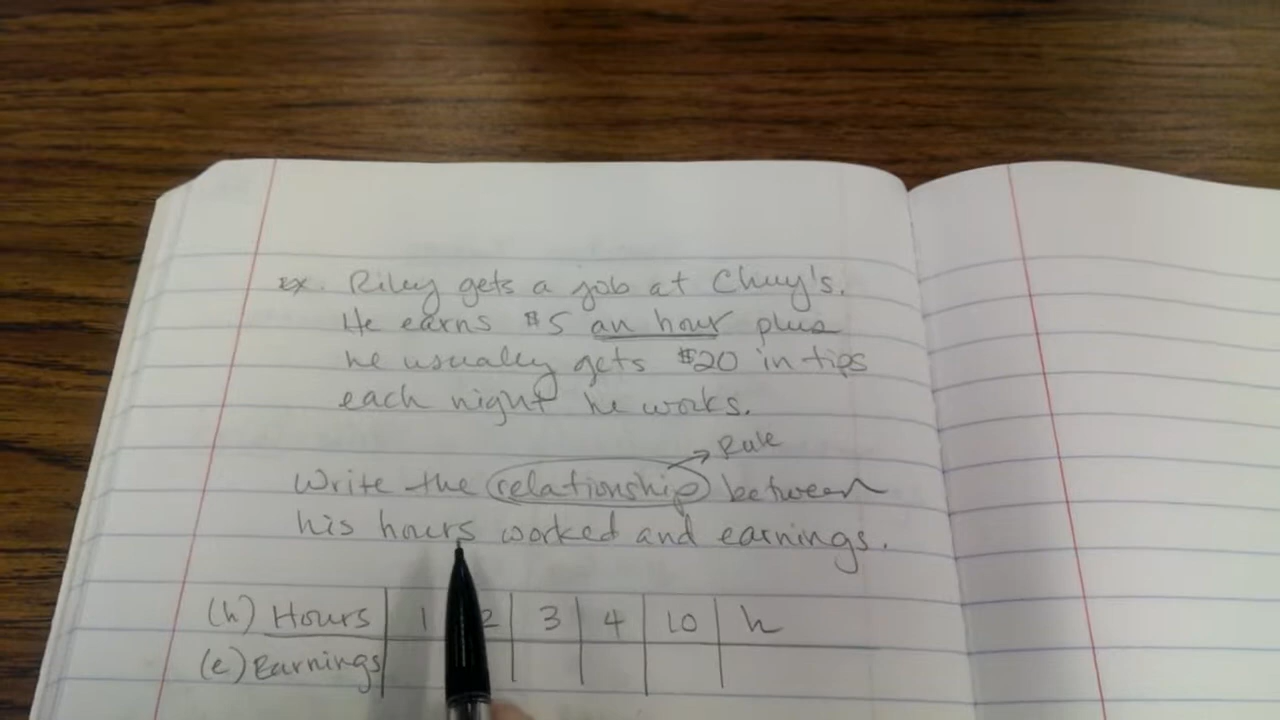 ex. Riley gets a job at Chuy's.
He earns $5 an hour plus
he usually gets $20 in tips
each night he works.
Rule
Write the relationship between
his hours worked and earnings.
(h) Hours 1 2 3 4 10 h
(e) Earnings